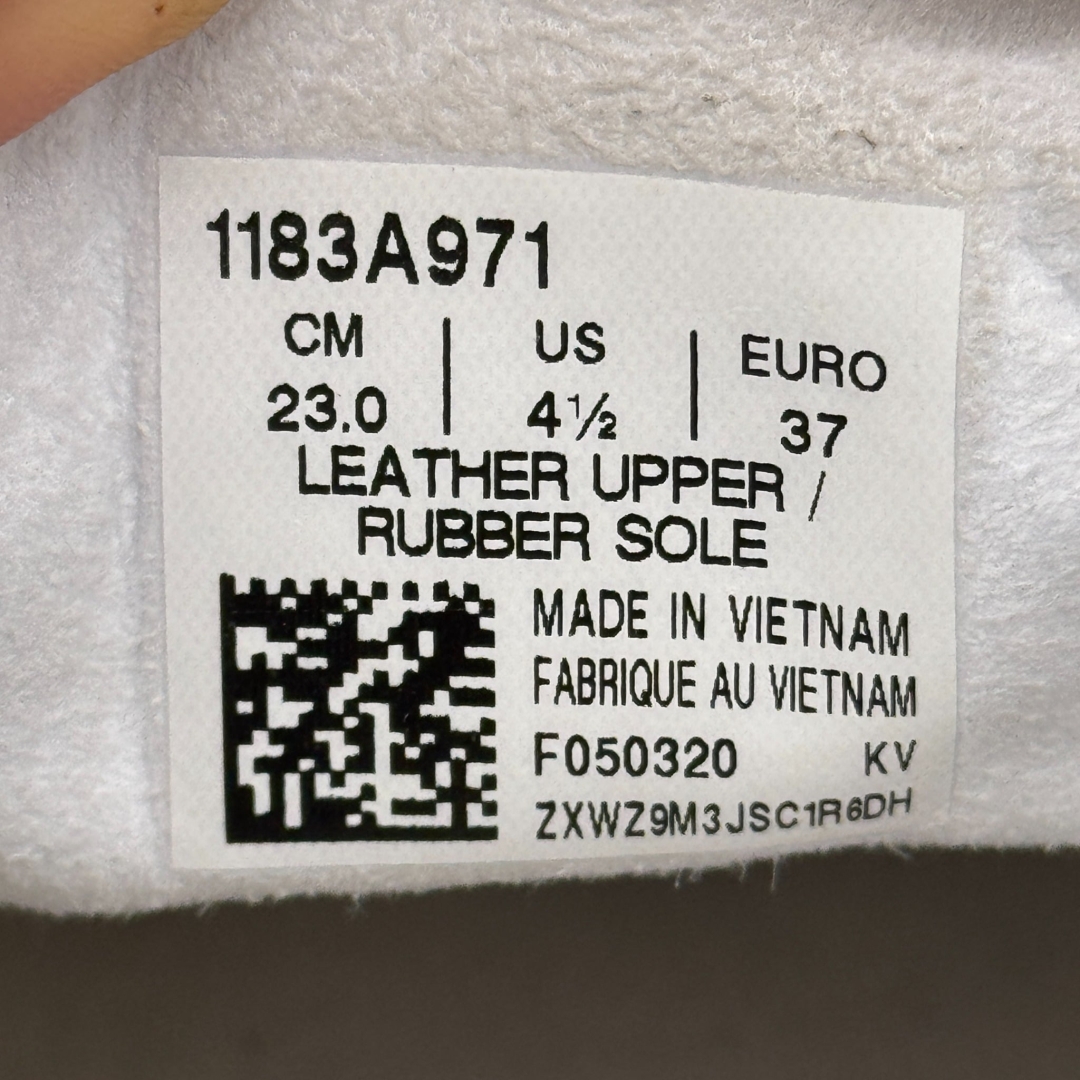 1183A971
CM | US | EURO
23.0 | 4½ | 37
LEATHER UPPER /
RUBBER SOLE
MADE IN VIETNAM
FABRIQUE AU VIETNAM
F050320 KV
ZXWZ9M3JSC1R6DH